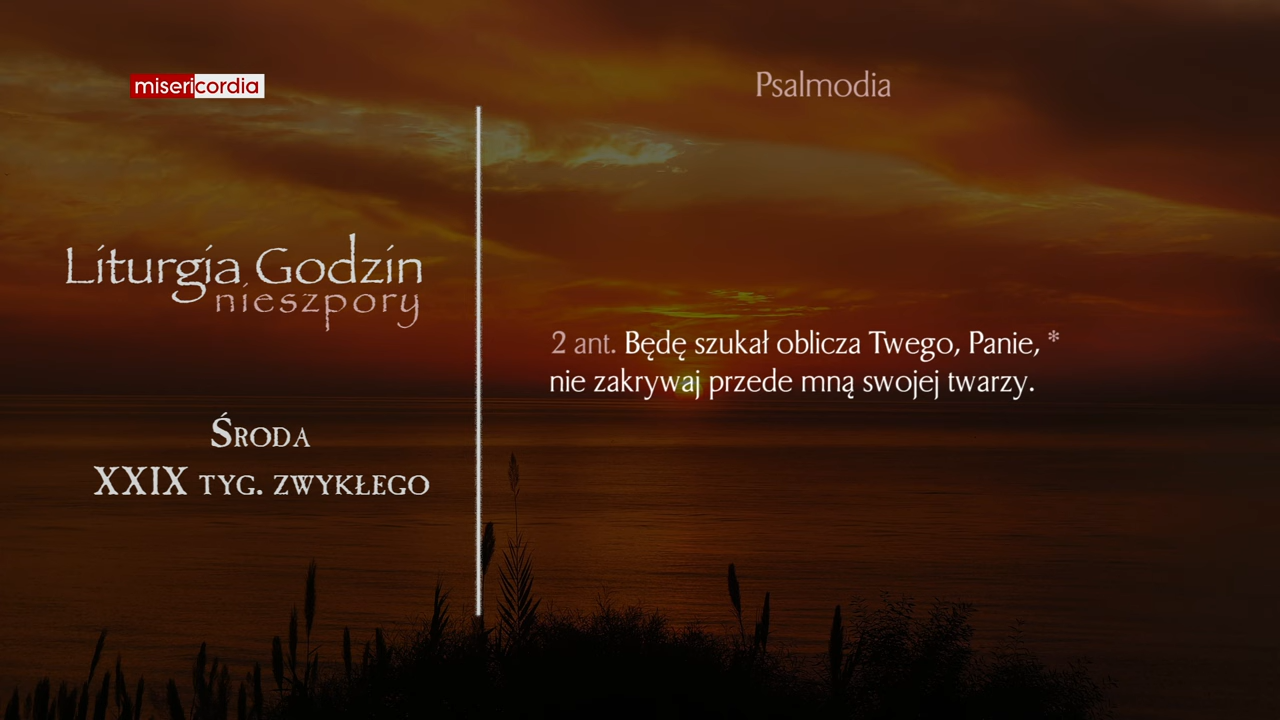 misericordia
Psalmodia
Liturgia Godzin
nieszpory
2 ant. Będę szukał oblicza Twego, Panie, *
nie zakrywaj przede mną swojej twarzy.
Środa
XXIX tyg. zwykłego